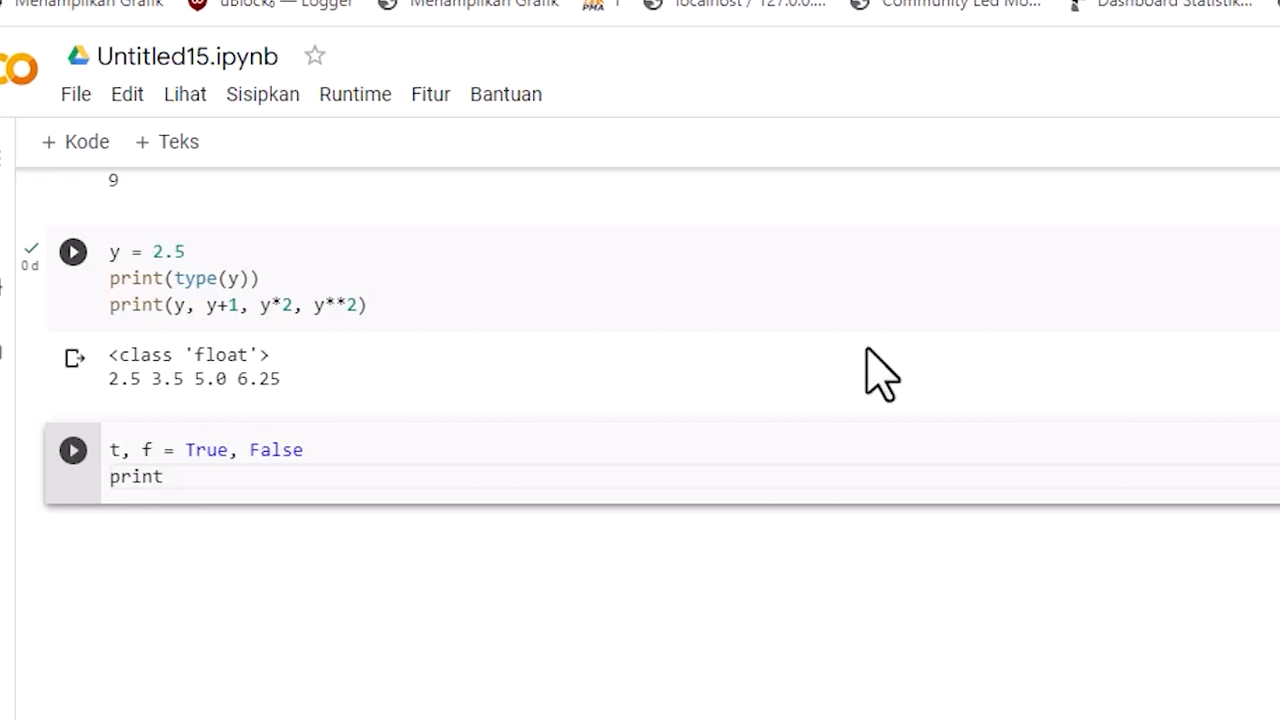 Menampilkan Grafik uBlock₀ — Logger Menampilkan Grafik PMA localhost / 127.0.0.... Community Led Mo... Dashboard Statistik...
Untitled15.ipynb
File Edit Lihat Sisipkan Runtime Fitur Bantuan
+ Kode + Teks
9
y = 2.5
0 d
print(type(y))
print(y, y+1, y*2, y**2)
<class 'float'>
2.5 3.5 5.0 6.25
t, f = True, False
print